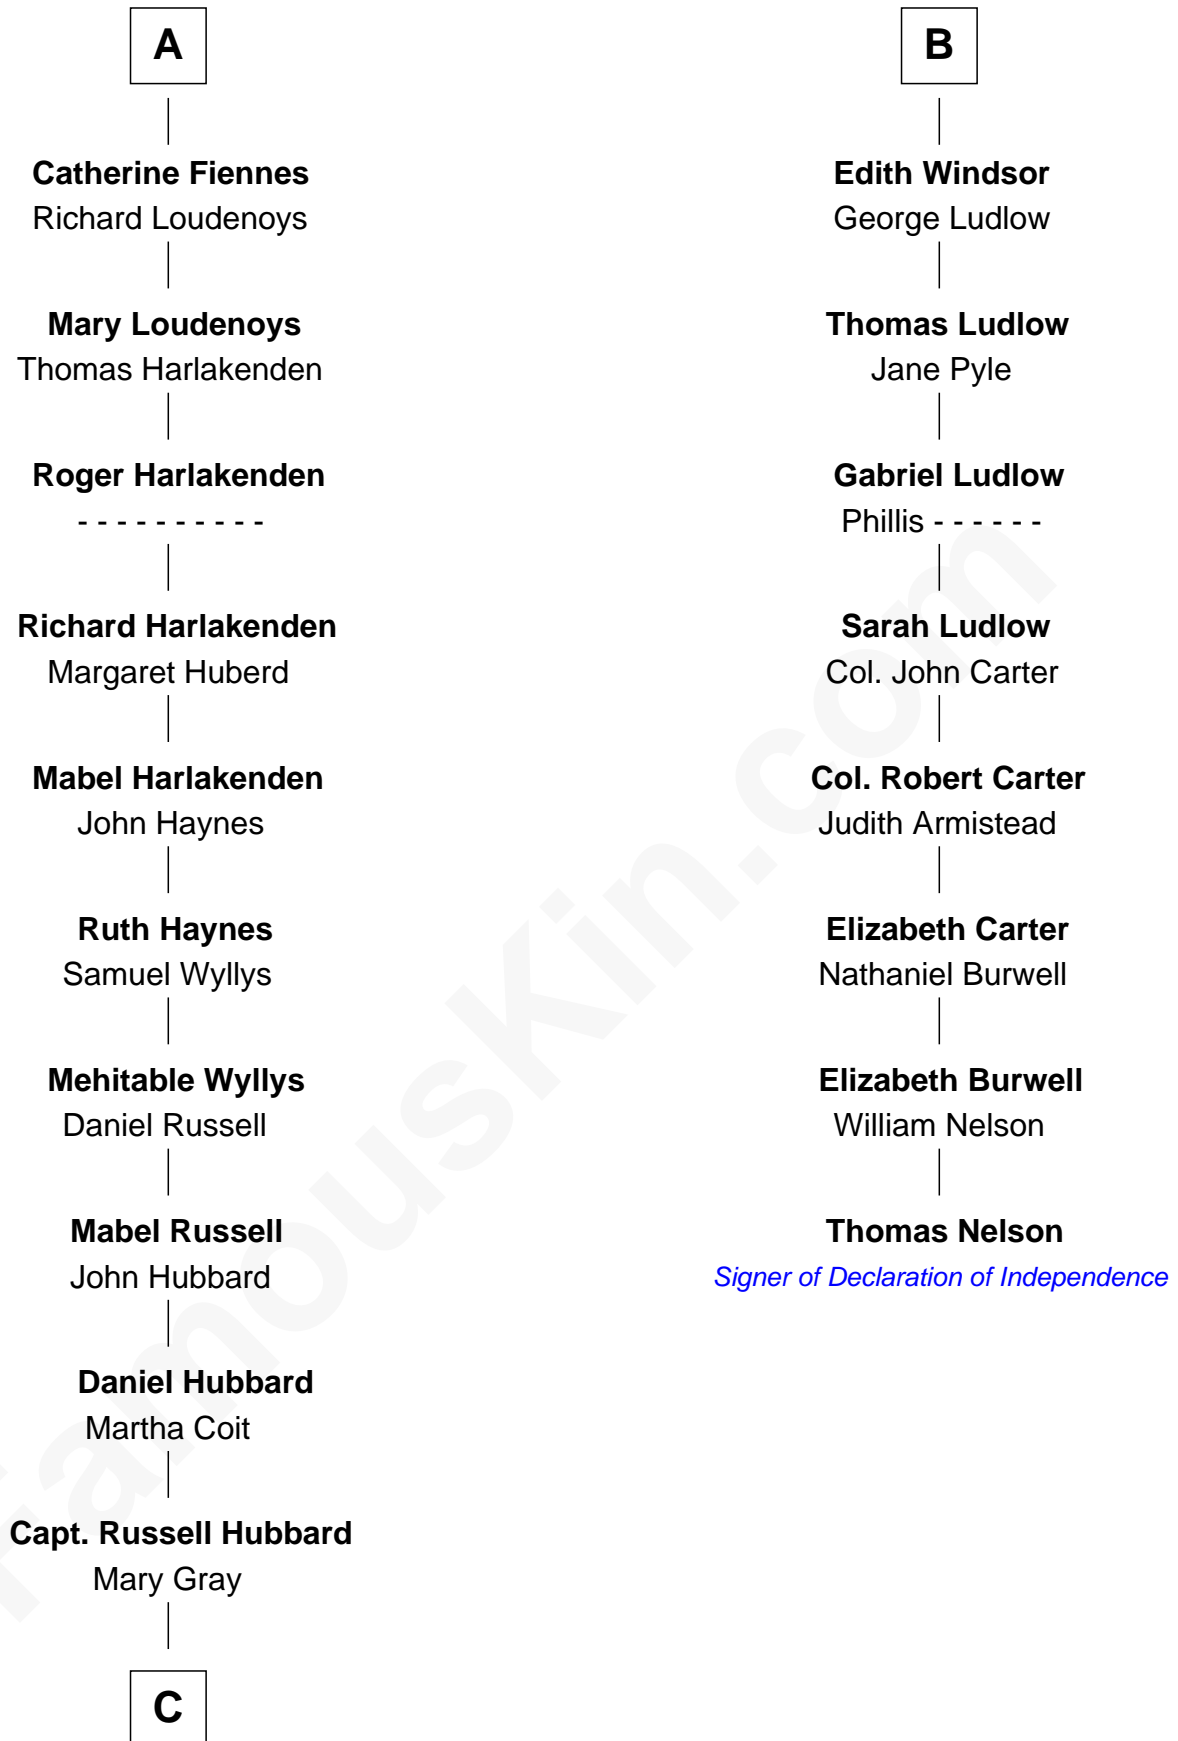 A
Catherine Fiennes
Richard Loudenoys
Mary Loudenoys
Thomas Harlakenden
Roger Harlakenden
- - - - - - - - - -
Richard Harlakenden
Margaret Huberd
Mabel Harlakenden
John Haynes
Ruth Haynes
Samuel Wyllys
Mehitable Wyllys
Daniel Russell
Mabel Russell
John Hubbard
Daniel Hubbard
Martha Coit
Capt. Russell Hubbard
Mary Gray
C
B
Edith Windsor
George Ludlow
Thomas Ludlow
Jane Pyle
Gabriel Ludlow
Phillis - - - - - -
Sarah Ludlow
Col. John Carter
Col. Robert Carter
Judith Armistead
Elizabeth Carter
Nathaniel Burwell
Elizabeth Burwell
William Nelson
Thomas Nelson
Signer of Declaration of Independence
FamousKin.com